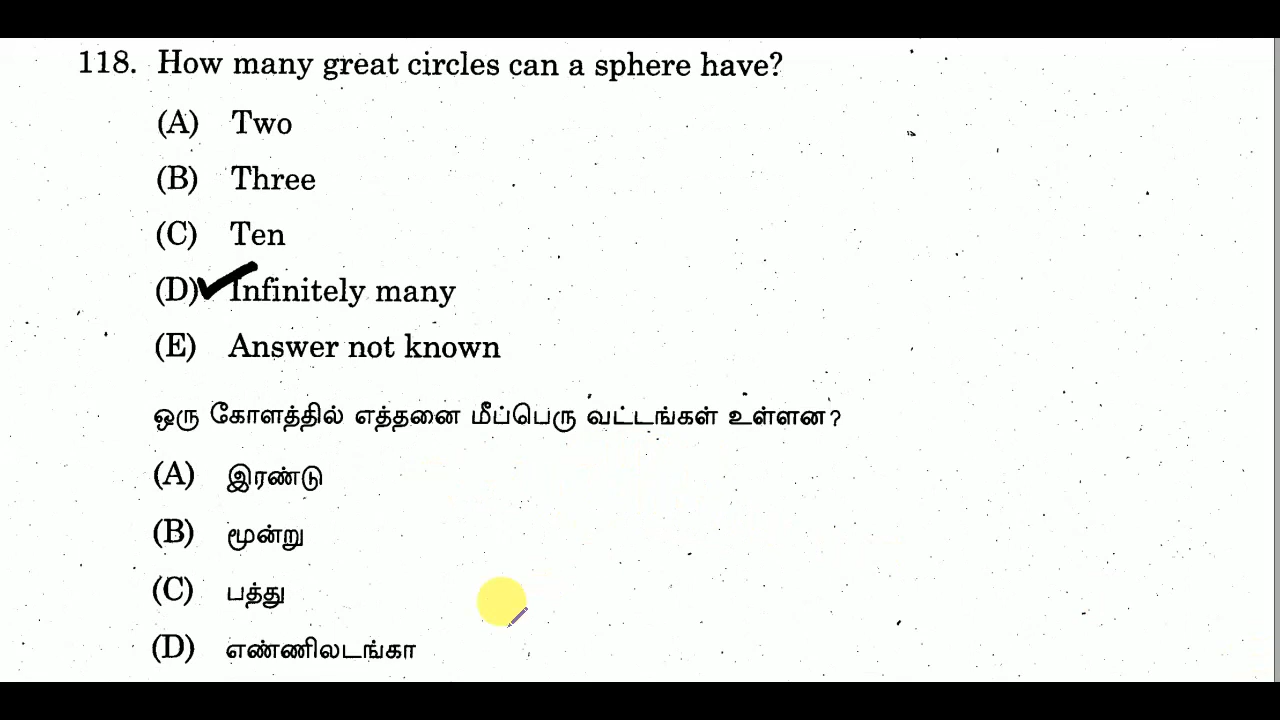 118. How many great circles can a sphere have?
(A) Two
(B) Three
(C) Ten
(D) Infinitely many
(E) Answer not known
ஒரு கோளத்தில் எத்தனை மீப்பெரு வட்டங்கள் உள்ளன?
(A) இரண்டு
(B) மூன்று
(C) பத்து
(D) எண்ணிலடங்கா